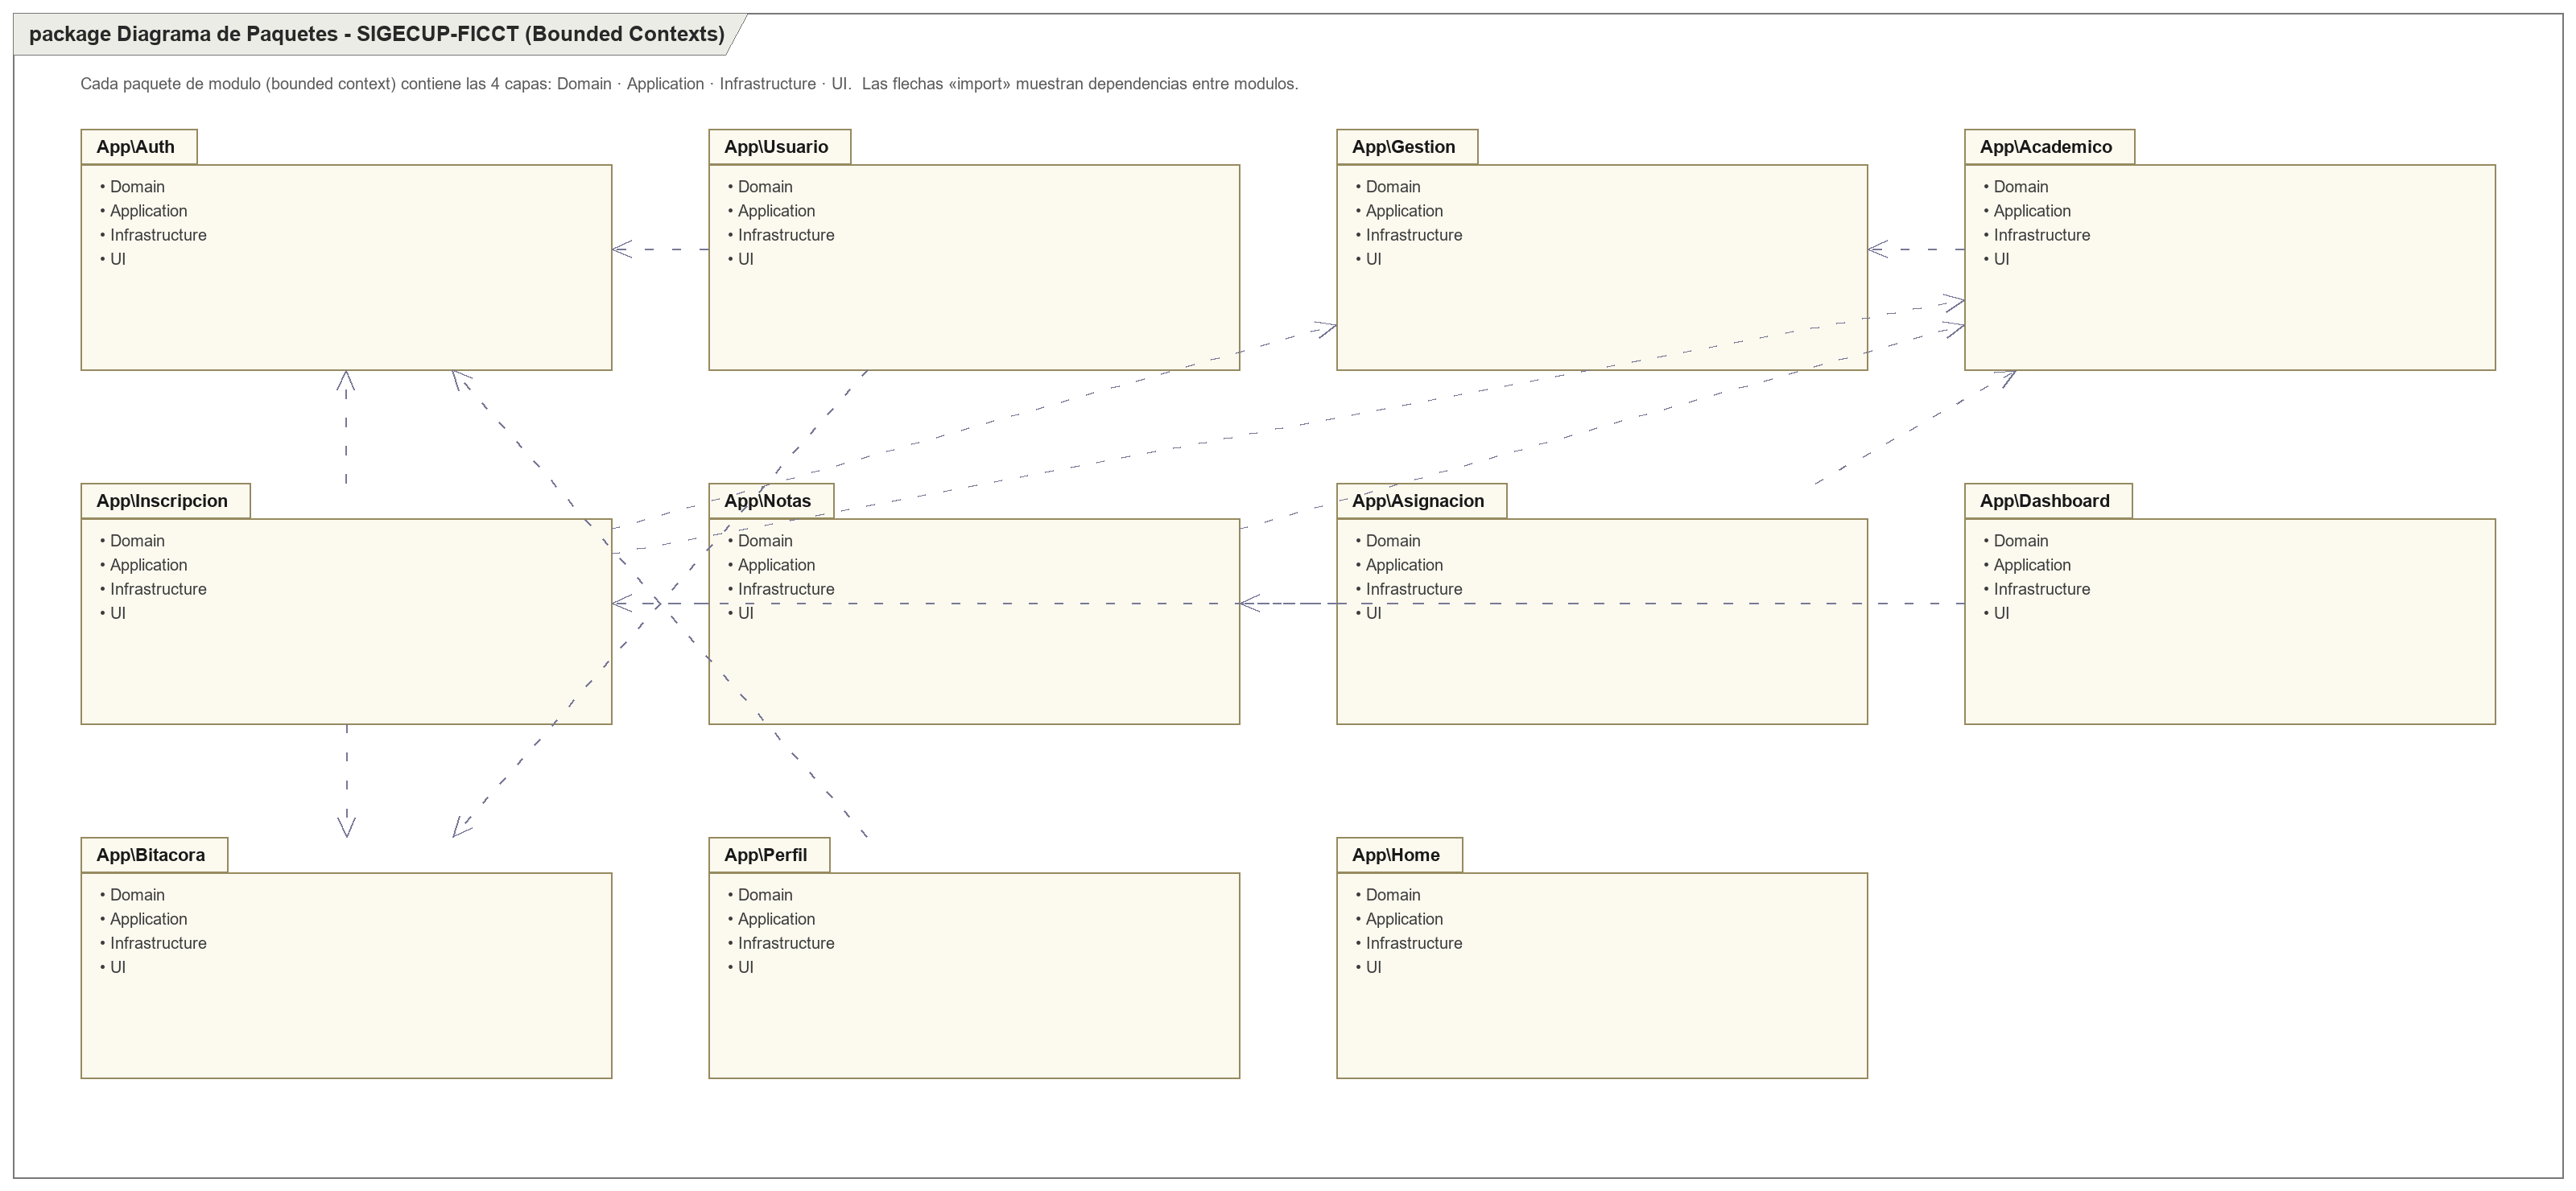 package Diagrama de Paquetes - SIGECUP-FICCT (Bounded Contexts)
Cada paquete de modulo (bounded context) contiene las 4 capas: Domain · Application · Infrastructure · UI.  Las flechas «import» muestran dependencias entre modulos.
App\Auth
• Domain
• Application
• Infrastructure
• UI
App\Usuario
• Domain
• Application
• Infrastructure
• UI
App\Gestion
• Domain
• Application
• Infrastructure
• UI
App\Academico
• Domain
• Application
• Infrastructure
• UI
App\Inscripcion
• Domain
• Application
• Infrastructure
• UI
App\Notas
• Domain
• Application
• Infrastructure
• UI
App\Asignacion
• Domain
• Application
• Infrastructure
• UI
App\Dashboard
• Domain
• Application
• Infrastructure
• UI
App\Bitacora
• Domain
• Application
• Infrastructure
• UI
App\Perfil
• Domain
• Application
• Infrastructure
• UI
App\Home
• Domain
• Application
• Infrastructure
• UI